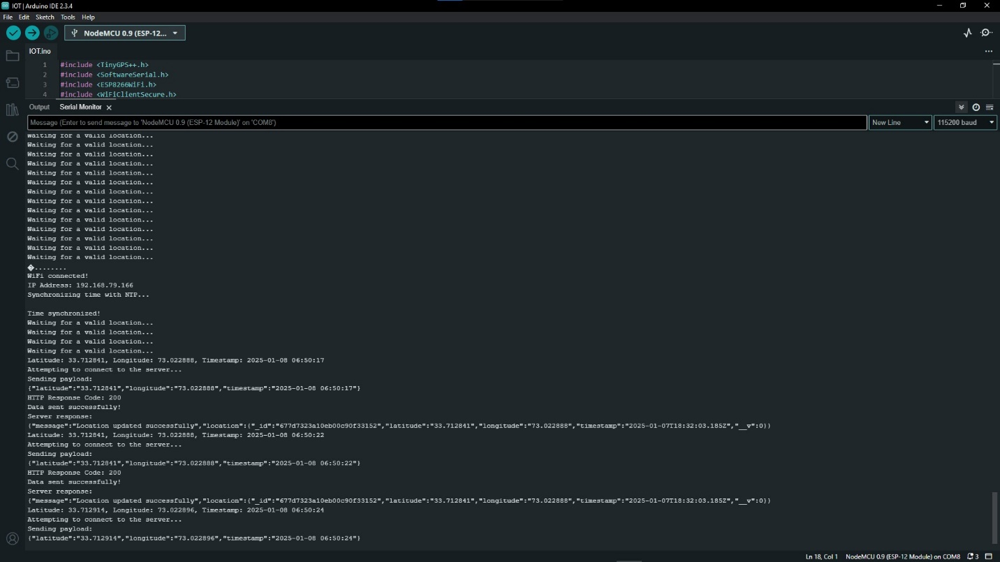 IOT | Arduino IDE 2.3.4
File Edit Sketch Tools Help
NodeMCU 0.9 (ESP-12...
IOT.ino
1 #include <TinyGPS++.h>
2 #include <SoftwareSerial.h>
3 #include <ESP8266WiFi.h>
4 #include <WiFiClientSecure.h>
Output Serial Monitor
Message (Enter to send message to 'NodeMCU 0.9 (ESP-12 Module)' on 'COM8') New Line 115200 baud
Waiting for a valid location...
Waiting for a valid location...
Waiting for a valid location...
Waiting for a valid location...
Waiting for a valid location...
Waiting for a valid location...
Waiting for a valid location...
Waiting for a valid location...
Waiting for a valid location...
Waiting for a valid location...
Waiting for a valid location...
Waiting for a valid location...
Waiting for a valid location...
Waiting for a valid location...
�........
WiFi connected!
IP Address: 192.168.79.166
Synchronizing time with NTP...
Time synchronized!
Waiting for a valid location...
Waiting for a valid location...
Waiting for a valid location...
Waiting for a valid location...
Latitude: 33.712841, Longitude: 73.022888, Timestamp: 2025-01-08 06:50:17
Attempting to connect to the server...
Sending payload:
{"latitude":"33.712841","longitude":"73.022888","timestamp":"2025-01-08 06:50:17"}
HTTP Response Code: 200
Data sent successfully!
Server response:
{"message":"Location updated successfully","location":{"_id":"677d7323a10eb00c90f33152","latitude":"33.712841","longitude":"73.022888","timestamp":"2025-01-07T18:32:03.185Z","__v":0}}
Latitude: 33.712841, Longitude: 73.022888, Timestamp: 2025-01-08 06:50:22
Attempting to connect to the server...
Sending payload:
{"latitude":"33.712841","longitude":"73.022888","timestamp":"2025-01-08 06:50:22"}
HTTP Response Code: 200
Data sent successfully!
Server response:
{"message":"Location updated successfully","location":{"_id":"677d7323a10eb00c90f33152","latitude":"33.712841","longitude":"73.022888","timestamp":"2025-01-07T18:32:03.185Z","__v":0}}
Latitude: 33.712914, Longitude: 73.022896, Timestamp: 2025-01-08 06:50:24
Attempting to connect to the server...
Sending payload:
{"latitude":"33.712914","longitude":"73.022896","timestamp":"2025-01-08 06:50:24"}
Ln 18, Col 1 NodeMCU 0.9 (ESP-12 Module) on COM8 3